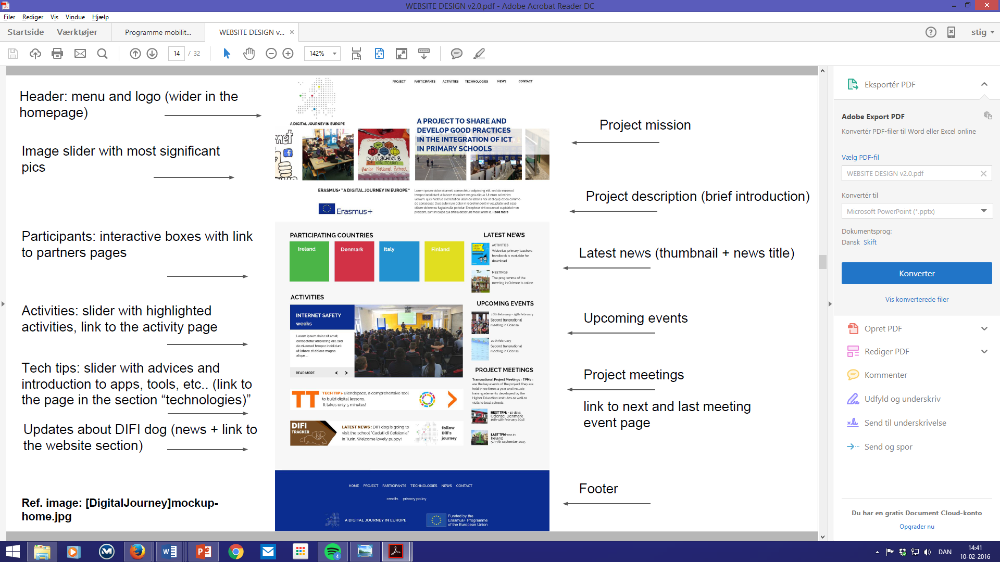 WEBSITE DESIGN v2.0.pdf - Adobe Acrobat Reader DC
Filer Rediger Vis Vindue Hjælp
Startside Værktøjer Programme mobilit... WEBSITE DESIGN v... × stig
14 / 32 142%
Header: menu and logo (wider in the
homepage)
Image slider with most significant
pics
Participants: interactive boxes with link
to partners pages
Activities: slider with highlighted
activities, link to the activity page
Tech tips: slider with advices and
introduction to apps, tools, etc.. (link to
the page in the section “technologies)”
Updates about DIFI dog (news + link to
the website section)
Ref. image: [DigitalJourney]mockup-
home.jpg
PROJECT PARTICIPANTS ACTIVITIES TECHNOLOGIES NEWS CONTACT
A DIGITAL JOURNEY IN EUROPE
A PROJECT TO SHARE AND
DEVELOP GOOD PRACTICES
IN THE INTEGRATION OF ICT
IN PRIMARY SCHOOLS
rnet
Congratulations St Marks
DIGITAL SCHOOLS
OF distinction
Senior National School
ERASMUS+ "A DIGITAL JOURNEY IN EUROPE"
Erasmus+
Lorem ipsum dolor sit amet, consectetur adipiscing elit, sed do eiusmod
tempor incididunt ut labore et dolore magna aliqua. Ut enim ad minim
veniam, quis nostrud exercitation ullamco laboris nisi ut aliquip ex ea commo-
do consequat. Duis aute irure dolor in reprehenderit in voluptate velit esse
cillum dolore eu fugiat nulla pariatur. Excepteur sint occaecat cupidatat non
proident, sunt in culpa qui officia deserunt mollit anim id. Read more
PARTICIPATING COUNTRIES
Ireland Denmark Italy Finland
ACTIVITIES
INTERNET SAFETY
weeks
Lorem ipsum dolor sit amet,
consectetur adipiscing elit, sed
do eiusmod tempor incididunt
ut labore et dolore magna
aliqua...
READ MORE < >
TT
TECH TIP > Blendspace, a comprehensive tool
to build digital lessons.
It takes only 5 minutes!
DIFI
TRACKER
LATEST NEWS : DIFI dog is going to
visit the school "Caduti di Cefalonia"
in Turin. Welcome lovely puppy!
follow
Difi's
journey
LATEST NEWS
ACTIVITIES
Webwise, primary teachers
handbook is available for
download
MEETINGS
The programme of the
meeting in Odense is online
UPCOMING EVENTS
10th february - 15th february
Second transnational
meeting in Odense
20th february
Second transnational
meeting in Odense
PROJECT MEETINGS
Transnational Project Meetings - TPMs -
are the key events of the project: they are
held three times a year and include
training elements developed by the
Higher Education institutes as well as
visits to local schools.
NEXT TPM: - 10 days
Odense, Denmark
10th-12th february 2016
LAST TPM was in
Ireland
5th-7th september 2015
HOME PROJECT PARTICIPANTS TECHNOLOGIES NEWS CONTACT
credits privacy policy
A DIGITAL JOURNEY IN EUROPE
Funded by the
Erasmus+ Programme
of the European Union
Project mission
Project description (brief introduction)
Latest news (thumbnail + news title)
Upcoming events
Project meetings
link to next and last meeting
event page
Footer
Eksportér PDF
Adobe Export PDF
Konvertér PDF-filer til Word eller Excel online
Vælg PDF-fil
WEBSITE DESIGN v2.0.pdf
Konvertér til
Microsoft PowerPoint (*.pptx)
Dokumentsprog:
Dansk Skift
Konverter
Vis konverterede filer
Opret PDF
Rediger PDF
Kommenter
Udfyld og underskriv
Send til underskrivelse
Send og spor
Du har en gratis Document Cloud-konto
Opgrader nu
4
DAN
14:41
10-02-2016